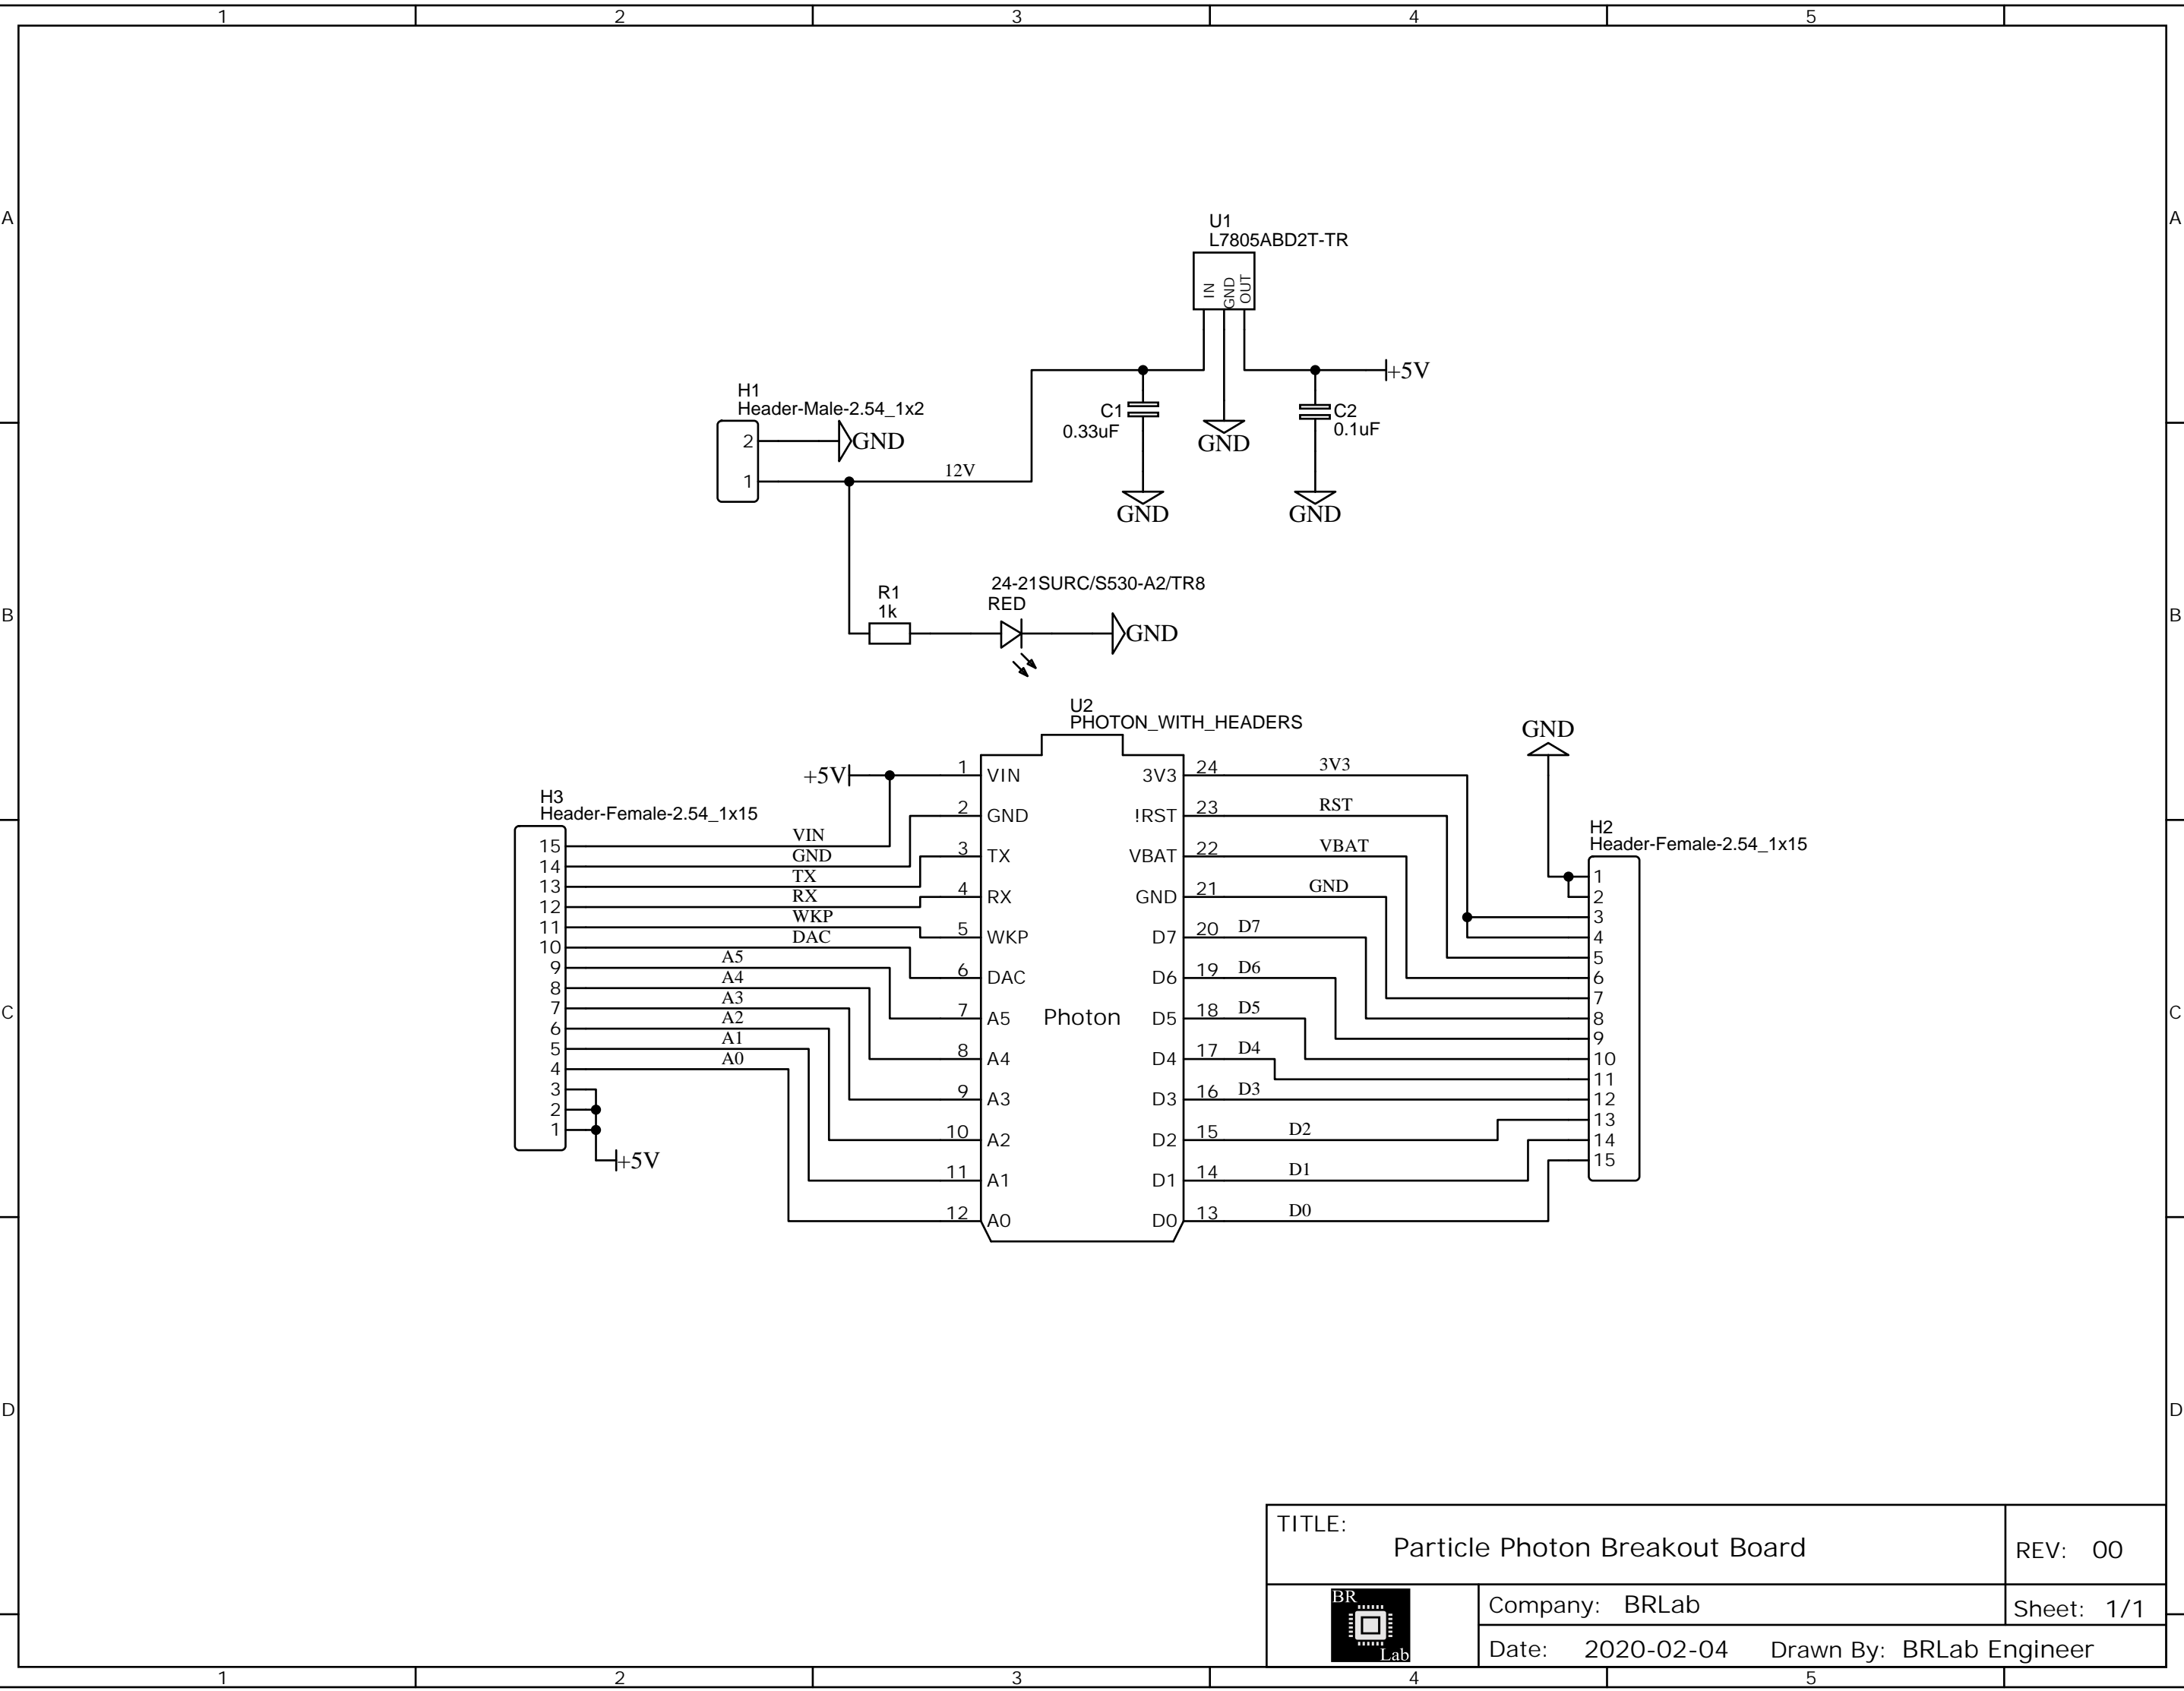 1 2 3 4 5
A A
U1
L7805ABD2T-TR
IN
GND
OUT
+5V
H1
Header-Male-2.54_1x2
2
GND
1
12V
C1
0.33uF
GND
C2
0.1uF
GND
GND
B B
R1
1k
24-21SURC/S530-A2/TR8
RED
GND
U2
PHOTON_WITH_HEADERS
GND
+5V
1 VIN
2 GND
3 TX
4 RX
5 WKP
6 DAC
7 A5
8 A4
9 A3
10 A2
11 A1
12 A0
Photon
3V3 24 3V3
!RST 23 RST
VBAT 22 VBAT
GND 21 GND
D7 20 D7
D6 19 D6
D5 18 D5
D4 17 D4
D3 16 D3
D2 15 D2
D1 14 D1
D0 13 D0
H3
Header-Female-2.54_1x15
15 VIN
14 GND
13 TX
12 RX
11 WKP
10 DAC
9 A5
8 A4
7 A3
6 A2
5 A1
4 A0
3
2
1
+5V
H2
Header-Female-2.54_1x15
1
2
3
4
5
6
7
8
9
10
11
12
13
14
15
C C
D D
TITLE:
Particle Photon Breakout Board
REV: 00
BR
Lab
Company: BRLab
Sheet: 1/1
Date: 2020-02-04 Drawn By: BRLab Engineer
1 2 3 4 5